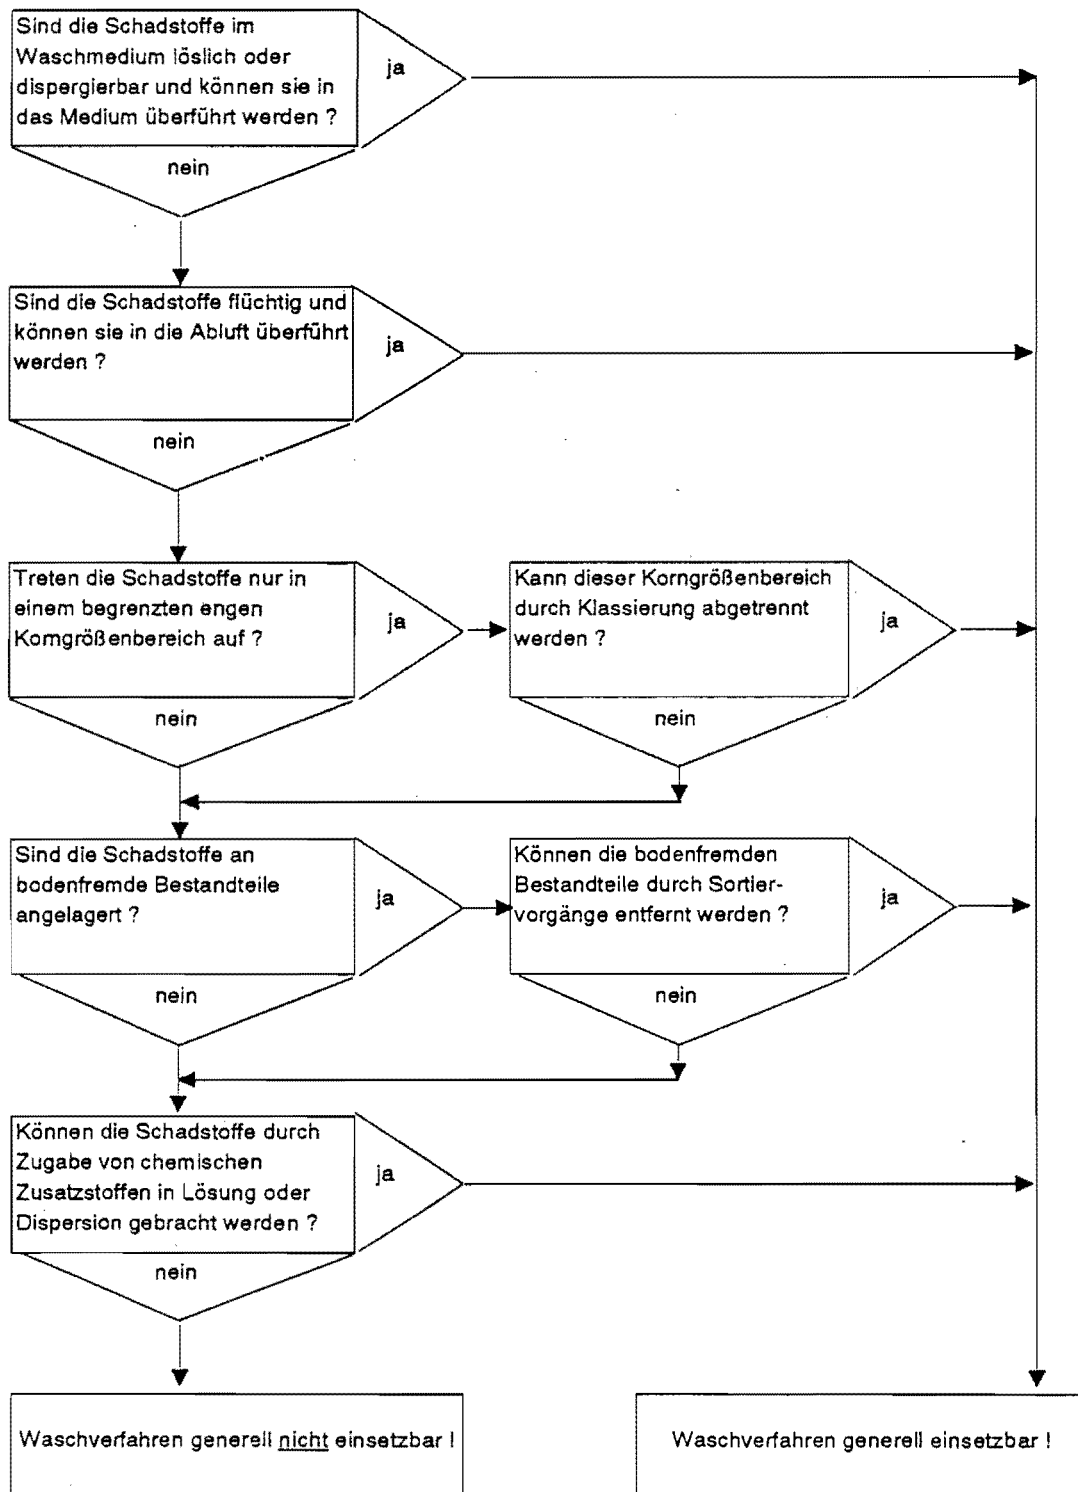 Sind die Schadstoffe im
Waschmedium löslich oder
dispergierbar und können sie in
das Medium überführt werden ?
ja
nein
Sind die Schadstoffe flüchtig und
können sie in die Abluft überführt
werden ?
ja
nein
Treten die Schadstoffe nur in
einem begrenzten engen
Korngrößenbereich auf ?
ja
nein
Kann dieser Korngrößenbereich
durch Klassierung abgetrennt
werden ?
ja
nein
Sind die Schadstoffe an
bodenfremde Bestandteile
angelagert ?
ja
nein
Können die bodenfremden
Bestandteile durch Sortier-
vorgänge entfernt werden ?
ja
nein
Können die Schadstoffe durch
Zugabe von chemischen
Zusatzstoffen in Lösung oder
Dispersion gebracht werden ?
ja
nein
Waschverfahren generell nicht einsetzbar !
Waschverfahren generell einsetzbar !